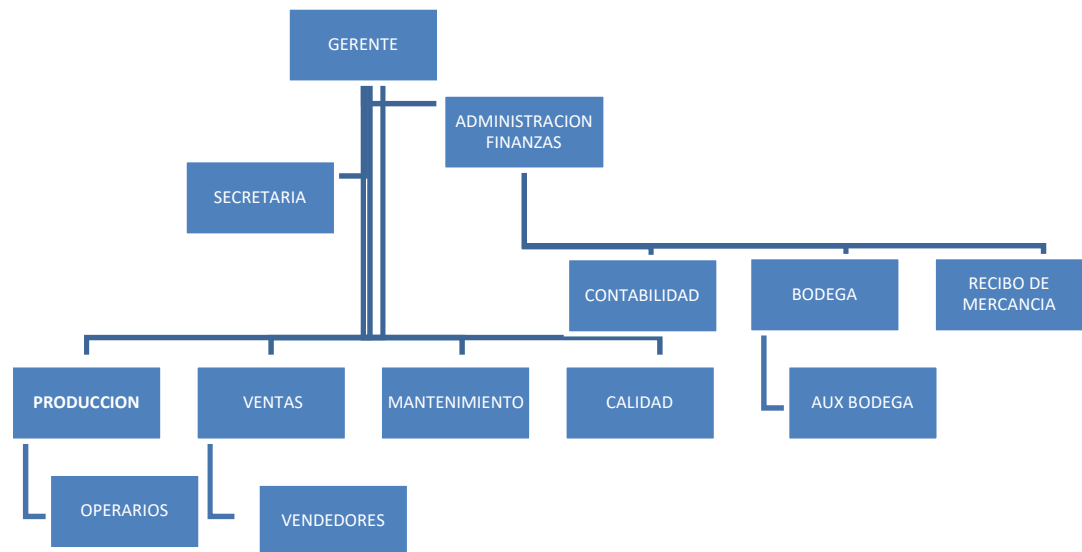 GERENTE
ADMINISTRACION
FINANZAS
SECRETARIA
CONTABILIDAD
BODEGA
RECIBO DE
MERCANCIA
PRODUCCION
VENTAS
MANTENIMIENTO
CALIDAD
AUX BODEGA
OPERARIOS
VENDEDORES